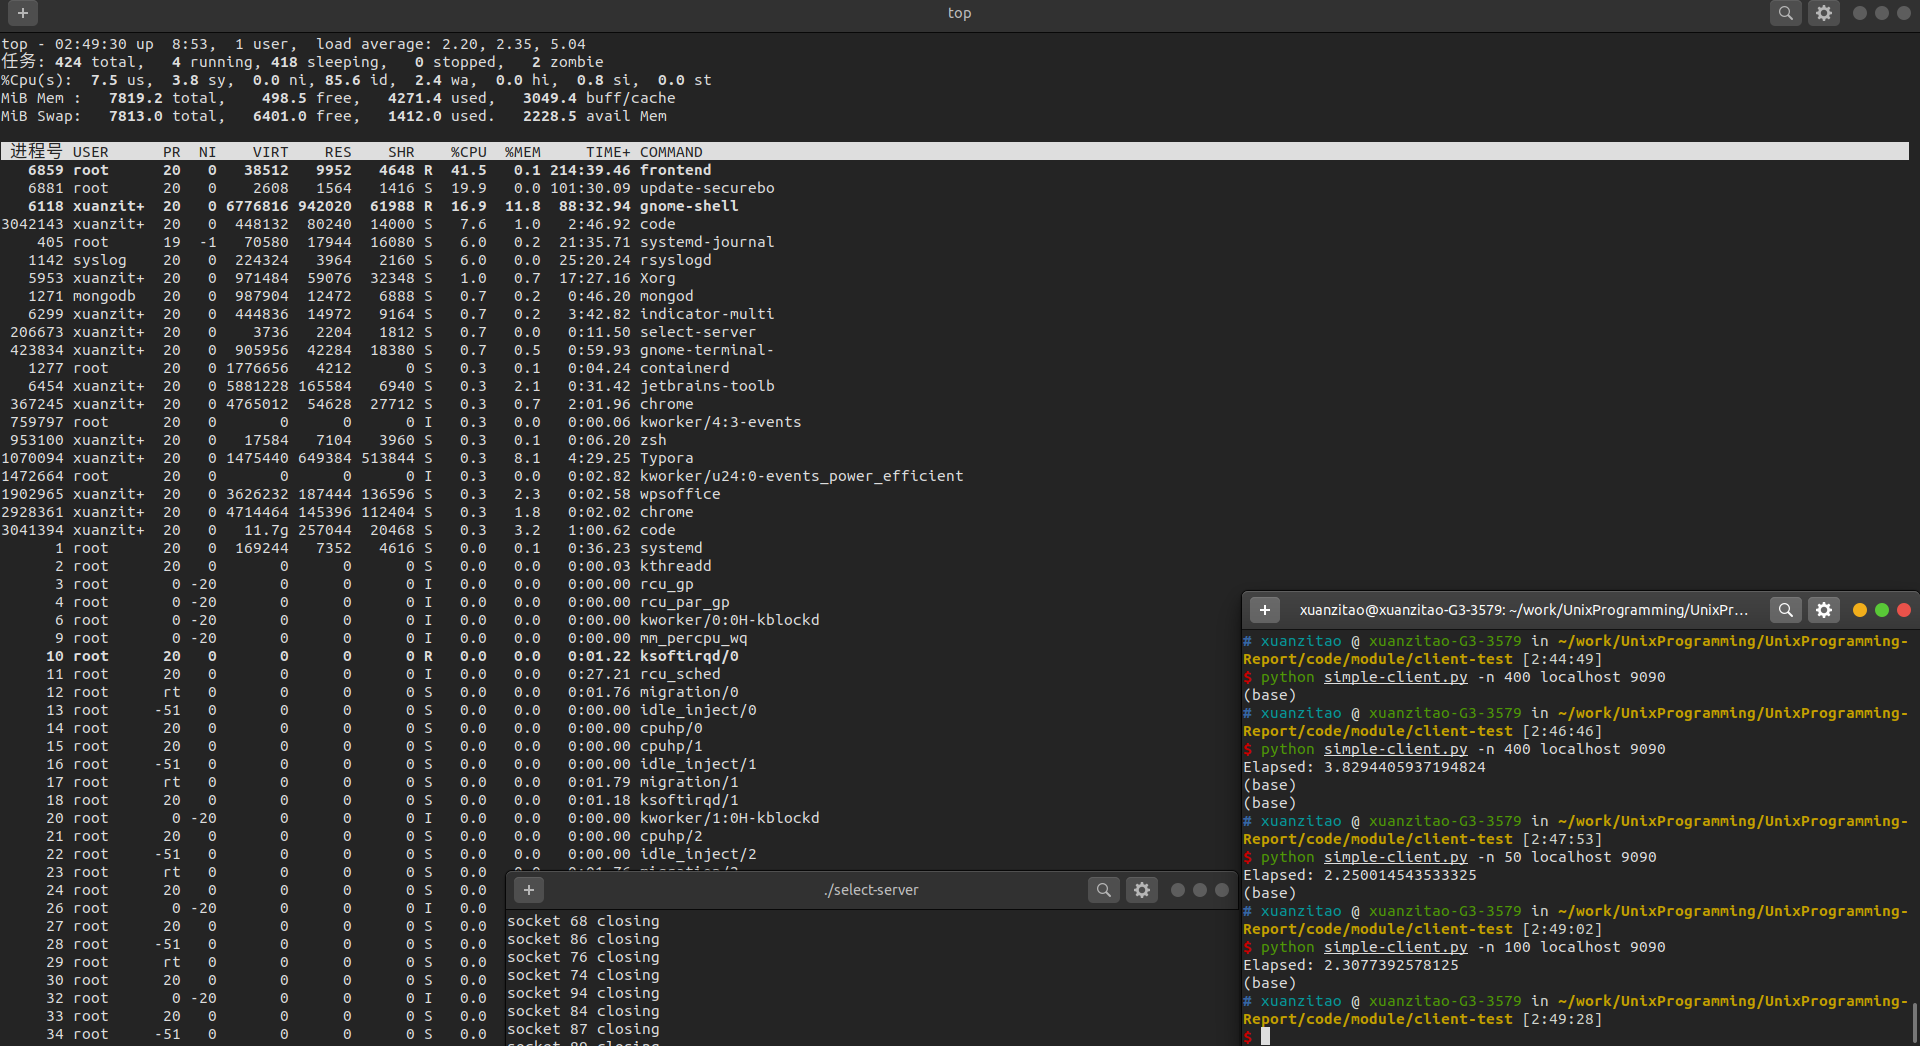 top
top - 02:49:30 up  8:53,  1 user,  load average: 2.20, 2.35, 5.04
任务: 424 total,   4 running, 418 sleeping,   0 stopped,   2 zombie
%Cpu(s):  7.5 us,  3.8 sy,  0.0 ni, 85.6 id,  2.4 wa,  0.0 hi,  0.8 si,  0.0 st
MiB Mem :   7819.2 total,    498.5 free,   4271.4 used,   3049.4 buff/cache
MiB Swap:   7813.0 total,   6401.0 free,   1412.0 used.   2228.5 avail Mem
进程号 USER      PR  NI    VIRT    RES    SHR    %CPU  %MEM     TIME+ COMMAND
6859 root      20   0   38512   9952   4648 R  41.5   0.1 214:39.46 frontend
6881 root      20   0    2608   1564   1416 S  19.9   0.0 101:30.09 update-securebo
6118 xuanzit+  20   0 6776816 942020  61988 R  16.9  11.8  88:32.94 gnome-shell
3042143 xuanzit+  20   0  448132  80240  14000 S   7.6   1.0   2:46.92 code
405 root      19  -1   70580  17944  16080 S   6.0   0.2  21:35.71 systemd-journal
1142 syslog    20   0  224324   3964   2160 S   6.0   0.0  25:20.24 rsyslogd
5953 xuanzit+  20   0  971484  59076  32348 S   1.0   0.7  17:27.16 Xorg
1271 mongodb   20   0  987904  12472   6888 S   0.7   0.2   0:46.20 mongod
6299 xuanzit+  20   0  444836  14972   9164 S   0.7   0.2   3:42.82 indicator-multi
206673 xuanzit+  20   0    3736   2204   1812 S   0.7   0.0   0:11.50 select-server
423834 xuanzit+  20   0  905956  42284  18380 S   0.7   0.5   0:59.93 gnome-terminal-
1277 root      20   0 1776656   4212      0 S   0.3   0.1   0:04.24 containerd
6454 xuanzit+  20   0 5881228 165584   6940 S   0.3   2.1   0:31.42 jetbrains-toolb
367245 xuanzit+  20   0 4765012  54628  27712 S   0.3   0.7   2:01.96 chrome
759797 root      20   0       0      0      0 I   0.3   0.0   0:00.06 kworker/4:3-events
953100 xuanzit+  20   0   17584   7104   3960 S   0.3   0.1   0:06.20 zsh
1070094 xuanzit+  20   0 1475440 649384 513844 S   0.3   8.1   4:29.25 Typora
1472664 root      20   0       0      0      0 I   0.3   0.0   0:02.82 kworker/u24:0-events_power_efficient
1902965 xuanzit+  20   0 3626232 187444 136596 S   0.3   2.3   0:02.58 wpsoffice
2928361 xuanzit+  20   0 4714464 145396 112404 S   0.3   1.8   0:02.02 chrome
3041394 xuanzit+  20   0   11.7g 257044  20468 S   0.3   3.2   1:00.62 code
1 root      20   0  169244   7352   4616 S   0.0   0.1   0:36.23 systemd
2 root      20   0       0      0      0 S   0.0   0.0   0:00.03 kthreadd
3 root       0 -20       0      0      0 I   0.0   0.0   0:00.00 rcu_gp
4 root       0 -20       0      0      0 I   0.0   0.0   0:00.00 rcu_par_gp
6 root       0 -20       0      0      0 I   0.0   0.0   0:00.00 kworker/0:0H-kblockd
9 root       0 -20       0      0      0 I   0.0   0.0   0:00.00 mm_percpu_wq
10 root      20   0       0      0      0 R   0.0   0.0   0:01.22 ksoftirqd/0
11 root      20   0       0      0      0 I   0.0   0.0   0:27.21 rcu_sched
12 root      rt   0       0      0      0 S   0.0   0.0   0:01.76 migration/0
13 root     -51   0       0      0      0 S   0.0   0.0   0:00.00 idle_inject/0
14 root      20   0       0      0      0 S   0.0   0.0   0:00.00 cpuhp/0
15 root      20   0       0      0      0 S   0.0   0.0   0:00.00 cpuhp/1
16 root     -51   0       0      0      0 S   0.0   0.0   0:00.00 idle_inject/1
17 root      rt   0       0      0      0 S   0.0   0.0   0:01.79 migration/1
18 root      20   0       0      0      0 S   0.0   0.0   0:01.18 ksoftirqd/1
20 root       0 -20       0      0      0 I   0.0   0.0   0:00.00 kworker/1:0H-kblockd
21 root      20   0       0      0      0 S   0.0   0.0   0:00.00 cpuhp/2
22 root     -51   0       0      0      0 S   0.0   0.0   0:00.00 idle_inject/2
23 root      rt   0       0      0      0 S   0.0   0.0
24 root      20   0       0      0      0 S   0.0
26 root       0 -20       0      0      0 I   0.0
27 root      20   0       0      0      0 S   0.0
28 root     -51   0       0      0      0 S   0.0
29 root      rt   0       0      0      0 S   0.0
30 root      20   0       0      0      0 S   0.0
32 root       0 -20       0      0      0 I   0.0
33 root      20   0       0      0      0 S   0.0
34 root     -51   0       0      0      0 S   0.0
./select-server
socket 68 closing
socket 86 closing
socket 76 closing
socket 74 closing
socket 94 closing
socket 84 closing
socket 87 closing
xuanzitao@xuanzitao-G3-3579: ~/work/UnixProgramming/UnixPr...
# xuanzitao @ xuanzitao-G3-3579 in ~/work/UnixProgramming/UnixProgramming-
Report/code/module/client-test [2:44:49]
$ python simple-client.py -n 400 localhost 9090
(base)
# xuanzitao @ xuanzitao-G3-3579 in ~/work/UnixProgramming/UnixProgramming-
Report/code/module/client-test [2:46:46]
$ python simple-client.py -n 400 localhost 9090
Elapsed: 3.8294405937194824
(base)
(base)
# xuanzitao @ xuanzitao-G3-3579 in ~/work/UnixProgramming/UnixProgramming-
Report/code/module/client-test [2:47:53]
$ python simple-client.py -n 50 localhost 9090
Elapsed: 2.250014543533325
(base)
# xuanzitao @ xuanzitao-G3-3579 in ~/work/UnixProgramming/UnixProgramming-
Report/code/module/client-test [2:49:02]
$ python simple-client.py -n 100 localhost 9090
Elapsed: 2.3077392578125
(base)
# xuanzitao @ xuanzitao-G3-3579 in ~/work/UnixProgramming/UnixProgramming-
Report/code/module/client-test [2:49:28]
$